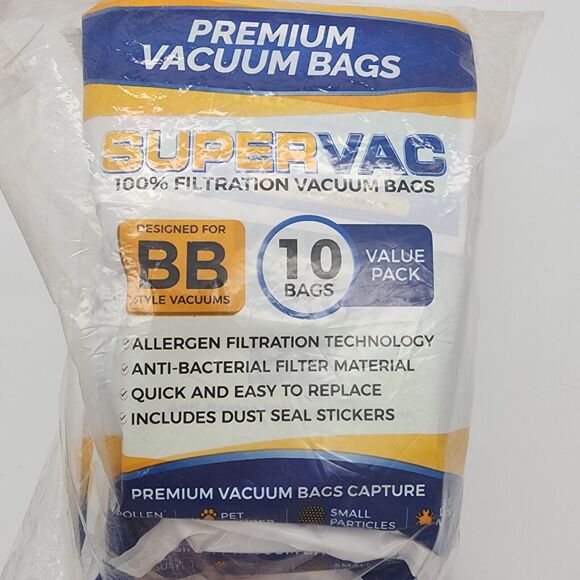 PREMIUM
VACUUM BAGS
SUPERVAC
100% FILTRATION VACUUM BAGS
DESIGNED FOR
BB
STYLE VACUUMS
10
BAGS
VALUE
PACK
ALLERGEN FILTRATION TECHNOLOGY
ANTI-BACTERIAL FILTER MATERIAL
QUICK AND EASY TO REPLACE
INCLUDES DUST SEAL STICKERS
PREMIUM VACUUM BAGS CAPTURE
POLLEN
PET
SMALL
PARTICLES